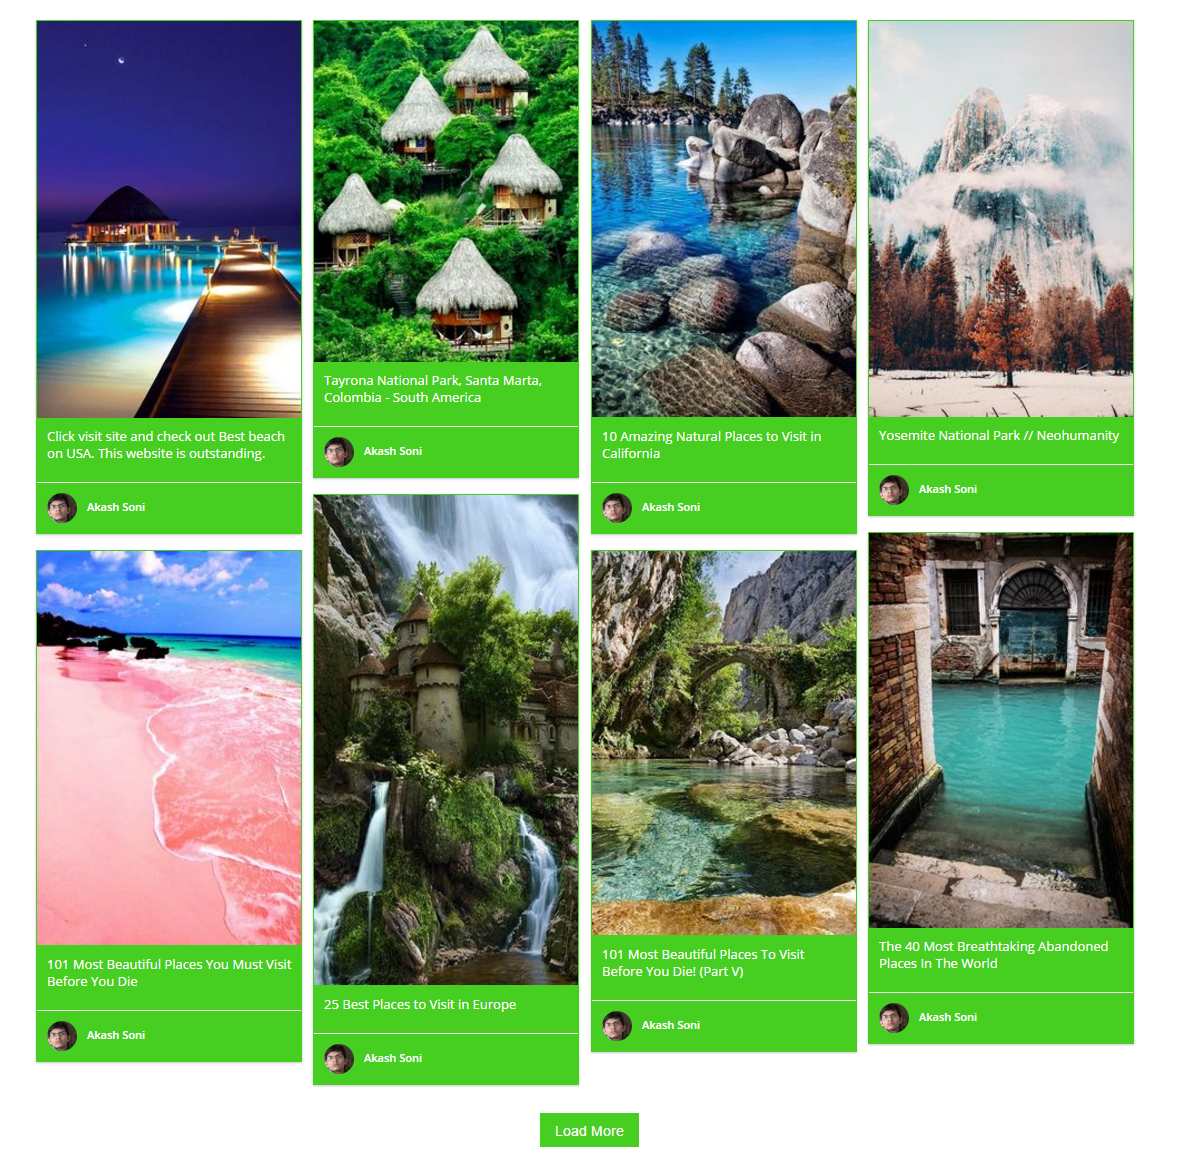 Click visit site and check out Best beach
on USA. This website is outstanding.
Akash Soni
Tayrona National Park, Santa Marta,
Colombia - South America
Akash Soni
10 Amazing Natural Places to Visit in
California
Akash Soni
Yosemite National Park // Neohumanity
Akash Soni
101 Most Beautiful Places You Must Visit
Before You Die
Akash Soni
25 Best Places to Visit in Europe
Akash Soni
101 Most Beautiful Places To Visit
Before You Die! (Part V)
Akash Soni
The 40 Most Breathtaking Abandoned
Places In The World
Akash Soni
Load More